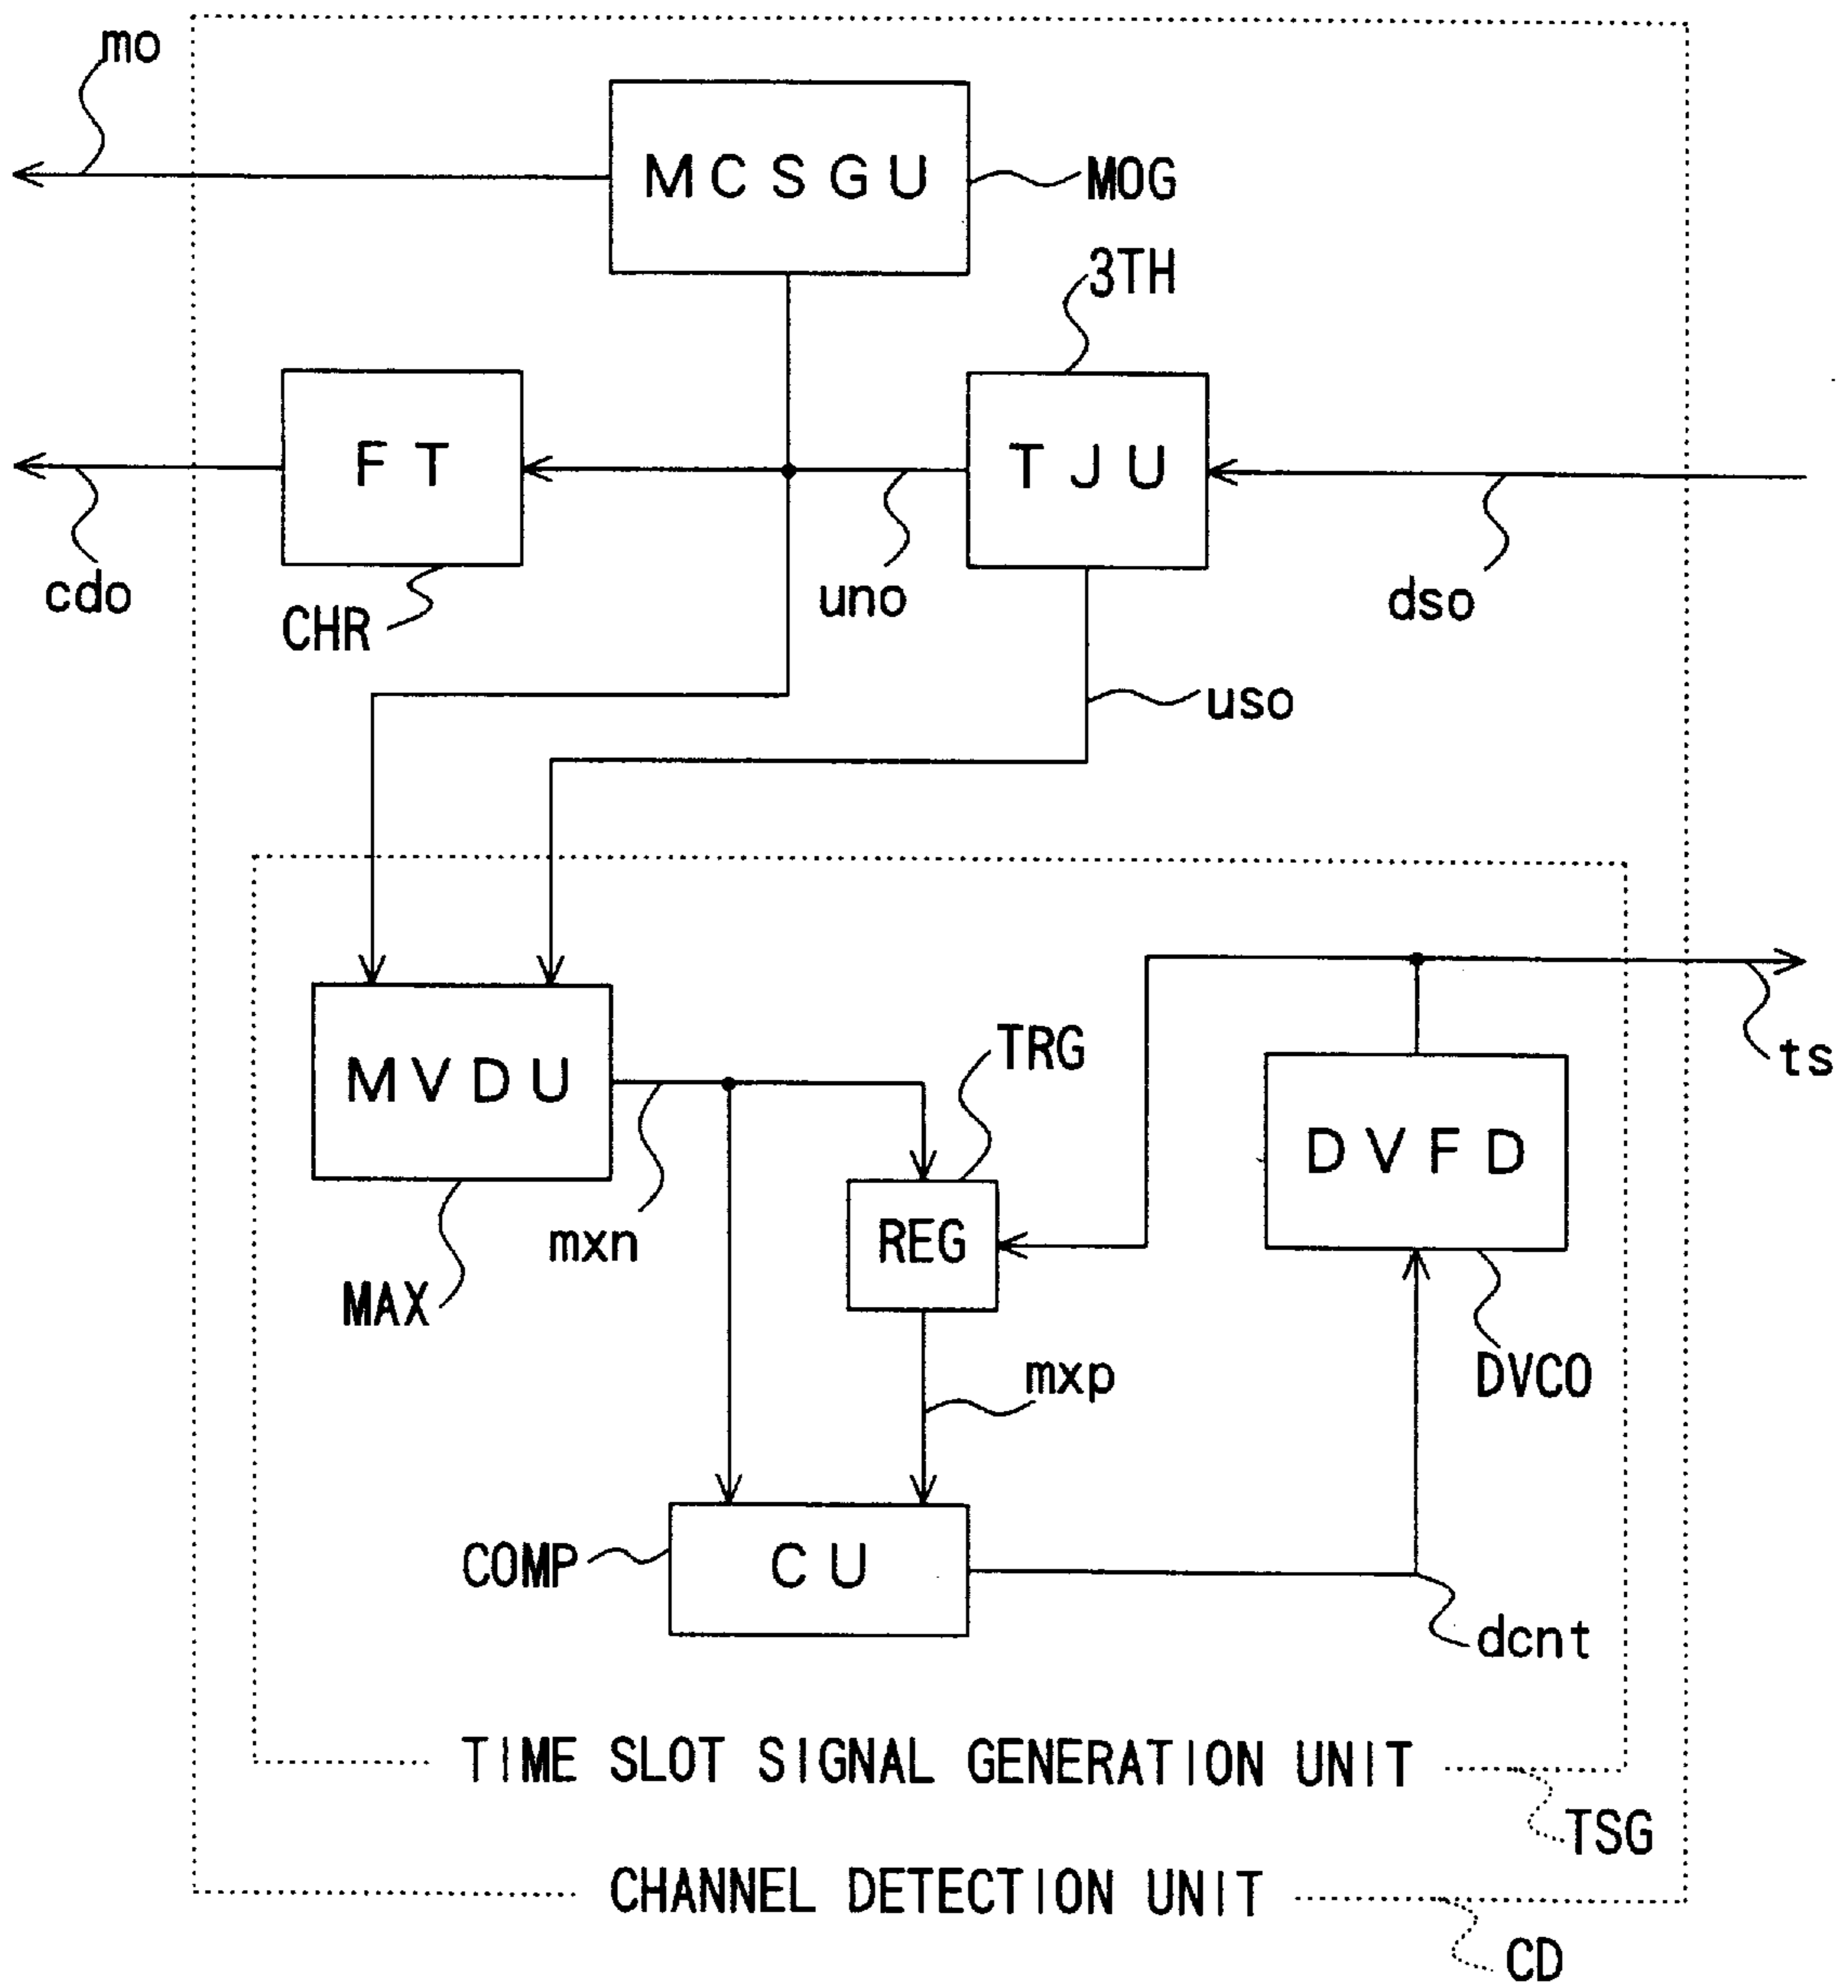 mo
MCSGU
MOG
3TH
FT
TJU
cdo
CHR
uno
dso
uso
MVDU
TRG
ts
DVFD
mxn
REG
MAX
mxp
DVCO
COMP
CU
dcnt
TIME SLOT SIGNAL GENERATION UNIT
TSG
CHANNEL DETECTION UNIT
CD